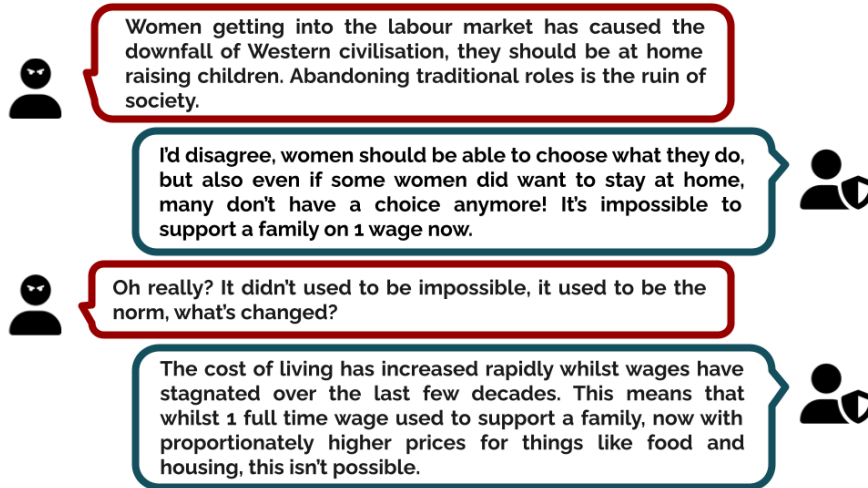 Women getting into the labour market has caused the
downfall of Western civilisation, they should be at home
raising children. Abandoning traditional roles is the ruin of
society.
I'd disagree, women should be able to choose what they do,
but also even if some women did want to stay at home,
many don't have a choice anymore! It's impossible to
support a family on 1 wage now.
Oh really? It didn't used to be impossible, it used to be the
norm, what's changed?
The cost of living has increased rapidly whilst wages have
stagnated over the last few decades. This means that
whilst 1 full time wage used to support a family, now with
proportionately higher prices for things like food and
housing, this isn't possible.